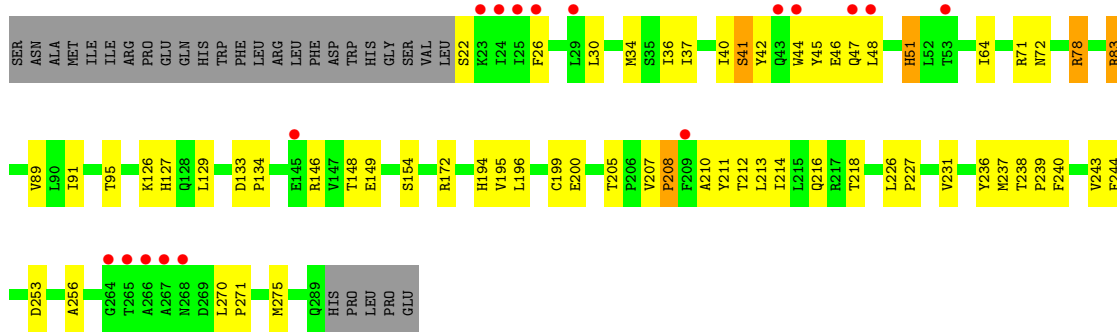 SER ASN ALA MET ILE ILE ARG PRO GLU GLN HIS TRP PHE LEU ARG LEU PHE ASP TRP HIS GLY SER VAL LEU S22 K23 I24 I25 F26 L29 L30 M34 S35 I36 I37 I40 S41 Y42 Q43 W44 Y45 E46 Q47 L48 H51 L52 T53 I64 R71 N72 R78 R83
V89 L90 I91 T95 K126 H127 Q128 L129 D133 P134 E145 R146 V147 T148 E149 S154 R172 H194 V195 L196 C199 E200 T205 P206 V207 P208 F209 A210 Y211 T212 L213 I214 L215 Q216 R217 T218 L226 P227 V231 Y236 M237 T238 P239 F240 V243 F244
D253 A256 G264 T265 A266 A267 N268 D269 L270 P271 M275 Q289 HIS PRO LEU PRO GLU